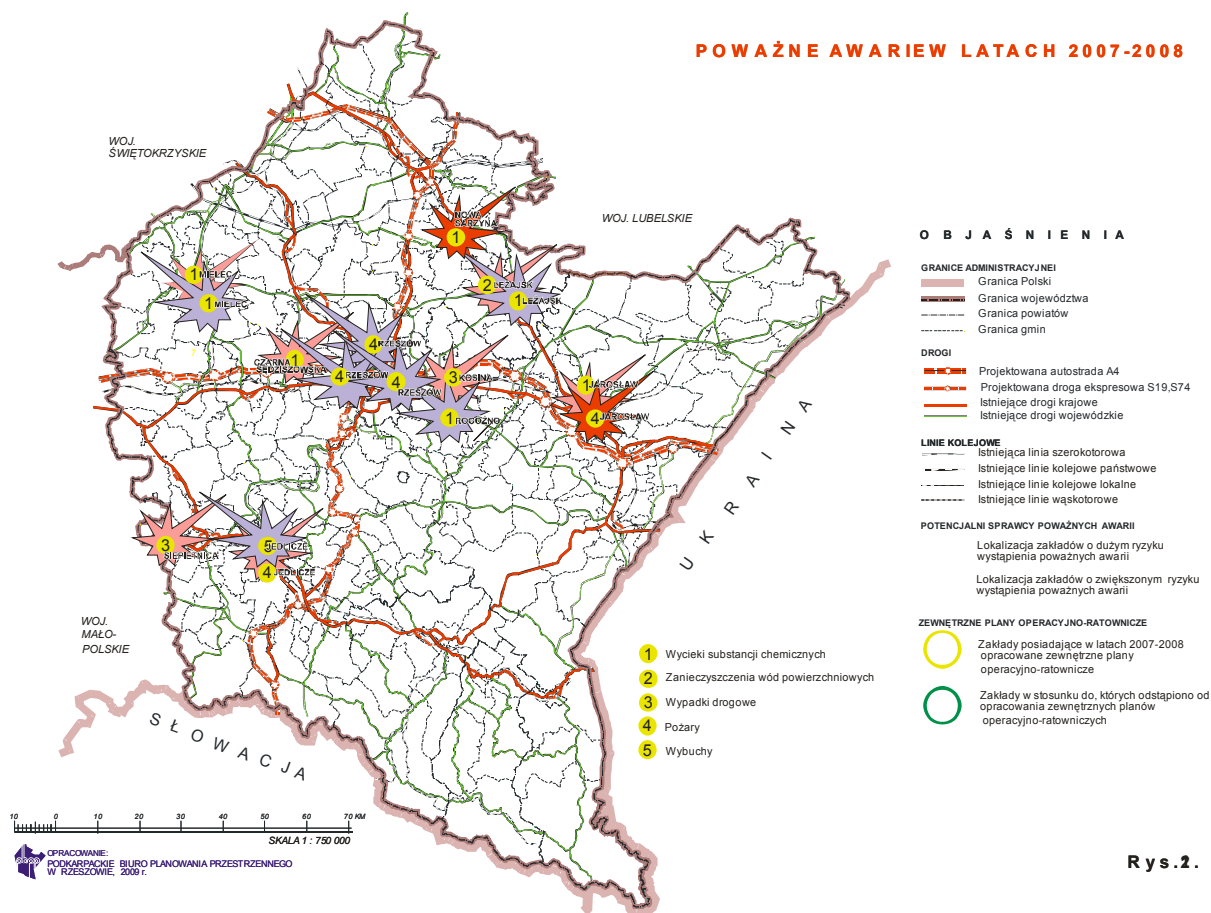 POWAŻNE AWARIEW LATACH 2007-2008
WOJ.
ŚWIĘTOKRZYSKIE
WOJ. LUBELSKIE
NOWA
SARZYNA
1
1 MIELEC
1 MIELEC
2 LEŻAJSK
1 LEŻAJSK
4 RZESZÓW
CZARNA
SĘDZISZOWSKA
1
4 RZESZÓW
4
RZESZÓW
3 KOSINA
1 ROGOŻNO
1 JAROSŁAW
4 JAROSŁAW
3
SIEPIETNICA
5 JEDLICZE
4 JEDLICZE
UKRAINA
WOJ.
MAŁO-
POLSKIE
SŁOWACJA
1 Wycieki substancji chemicznych
2 Zanieczyszczenia wód powierzchniowych
3 Wypadki drogowe
4 Pożary
5 Wybuchy
OBJAŚNIENIA
GRANICE ADMINISTRACYJNEJ
Granica Polski
Granica województwa
Granica powiatów
Granica gmin
DROGI
Projektowana autostrada A4
Projektowana droga ekspresowa S19,S74
Istniejące drogi krajowe
Istniejące drogi wojewódzkie
LINIE KOLEJOWE
Istniejąca linia szerokotorowa
Istniejące linie kolejowe państwowe
Istniejące linie kolejowe lokalne
Istniejące linie wąskotorowe
POTENCJALNI SPRAWCY POWAŻNYCH AWARII
Lokalizacja zakładów o dużym ryzyku
wystąpienia poważnych awarii
Lokalizacja zakładów o zwiększonym ryzyku
wystąpienia poważnych awarii
ZEWNĘTRZNE PLANY OPERACYJNO-RATOWNICZE
Zakłady posiadające w latach 2007-2008
opracowane zewnętrzne plany
operacyjno-ratownicze
Zakłady w stosunku do, których odstąpiono od
opracowania zewnętrznych planów
operacyjno-ratowniczych
10 0 10 20 30 40 50 60 70 KM
SKALA 1 : 750 000
OPRACOWANIE:
PODKARPACKIE BIURO PLANOWANIA PRZESTRZENNEGO
W RZESZOWIE, 2009 r.
Rys.2.